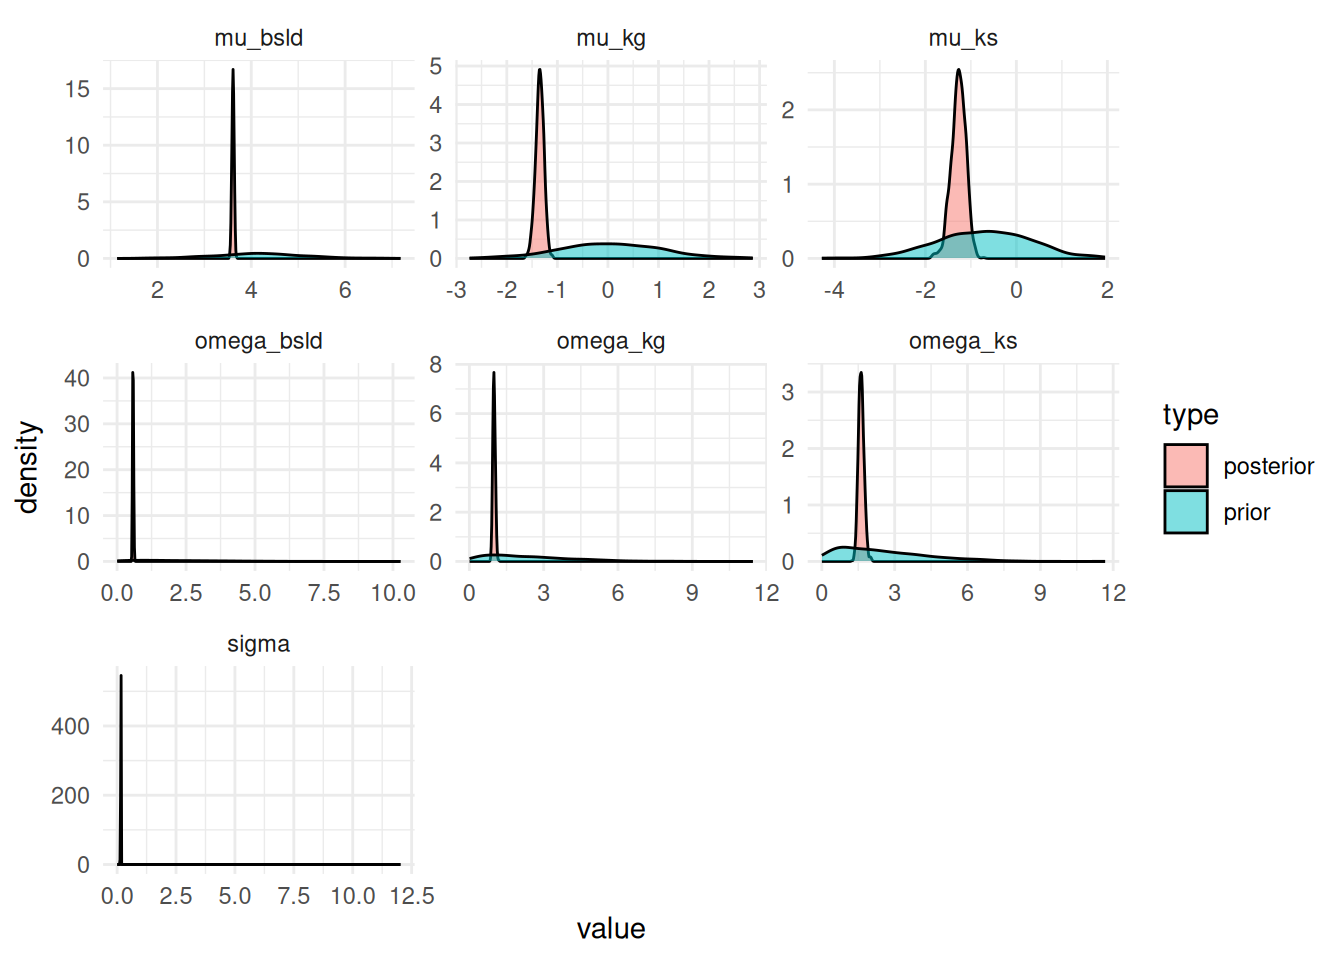 mu_bsld mu_kg mu_ks
15 10 5 0
5 4 3 2 1 0
2 1 0
2 4 6
-3 -2 -1 0 1 2 3
-4 -2 0 2
omega_bsld omega_kg omega_ks
40 30 20 10 0
8 6 4 2 0
3 2 1 0
0.0 2.5 5.0 7.5 10.0
0 3 6 9 12
0 3 6 9 12
sigma
400 200 0
0.0 2.5 5.0 7.5 10.0 12.5
density
value
type
posterior
prior